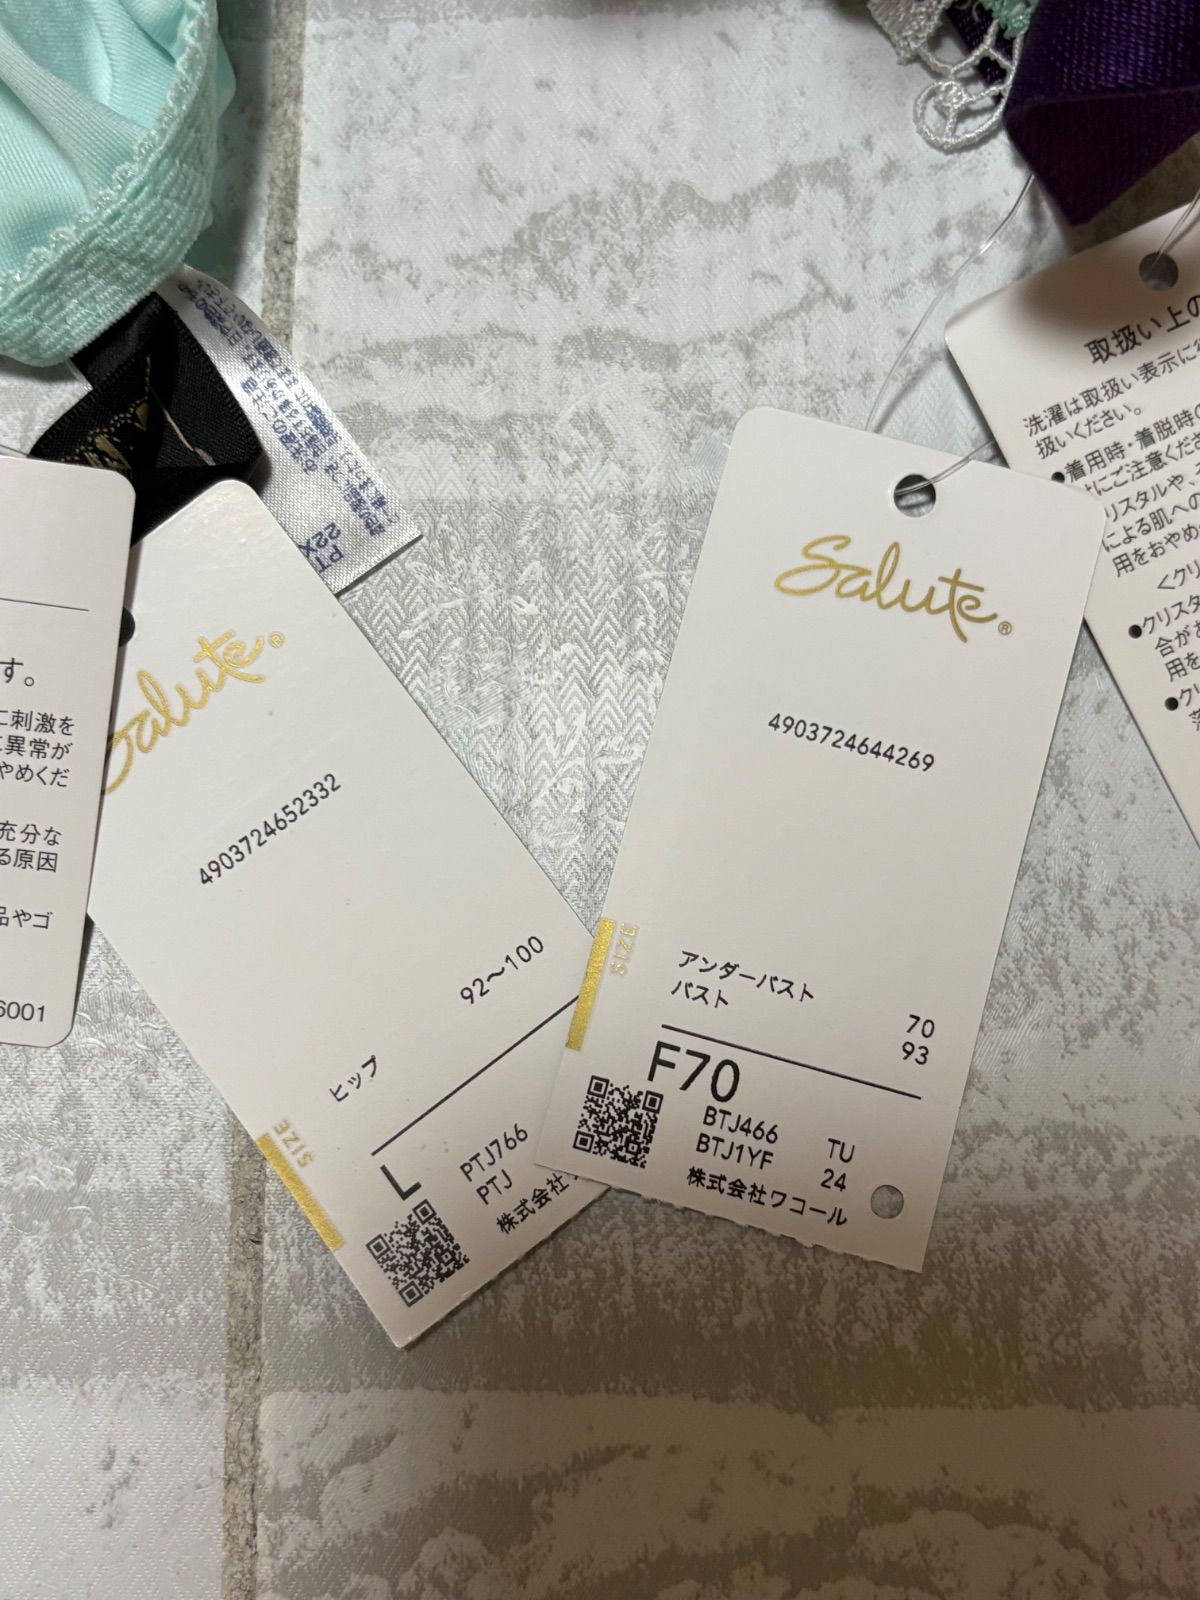 す。
に刺激を
に異常が
やめくだ
充分な
る原因
品やゴ
6001
PT
22X
Salute®
4903724652332
92～100
ヒップ
SIZE
L
PTJ766
PTJ
株式会社
Salute®
4903724644269
SIZE
アンダーバスト 70
バスト 93
F70
BTJ466 TU
BTJ1YF 24
株式会社ワコール
取扱い上の
洗濯は取扱い表示に
扱いください。
●着用時・着脱時の
にご注意くださ
リスタルや、
による肌への
用をおやめ
<クリ
●クリスタ
合があ
用を
●クリ
落